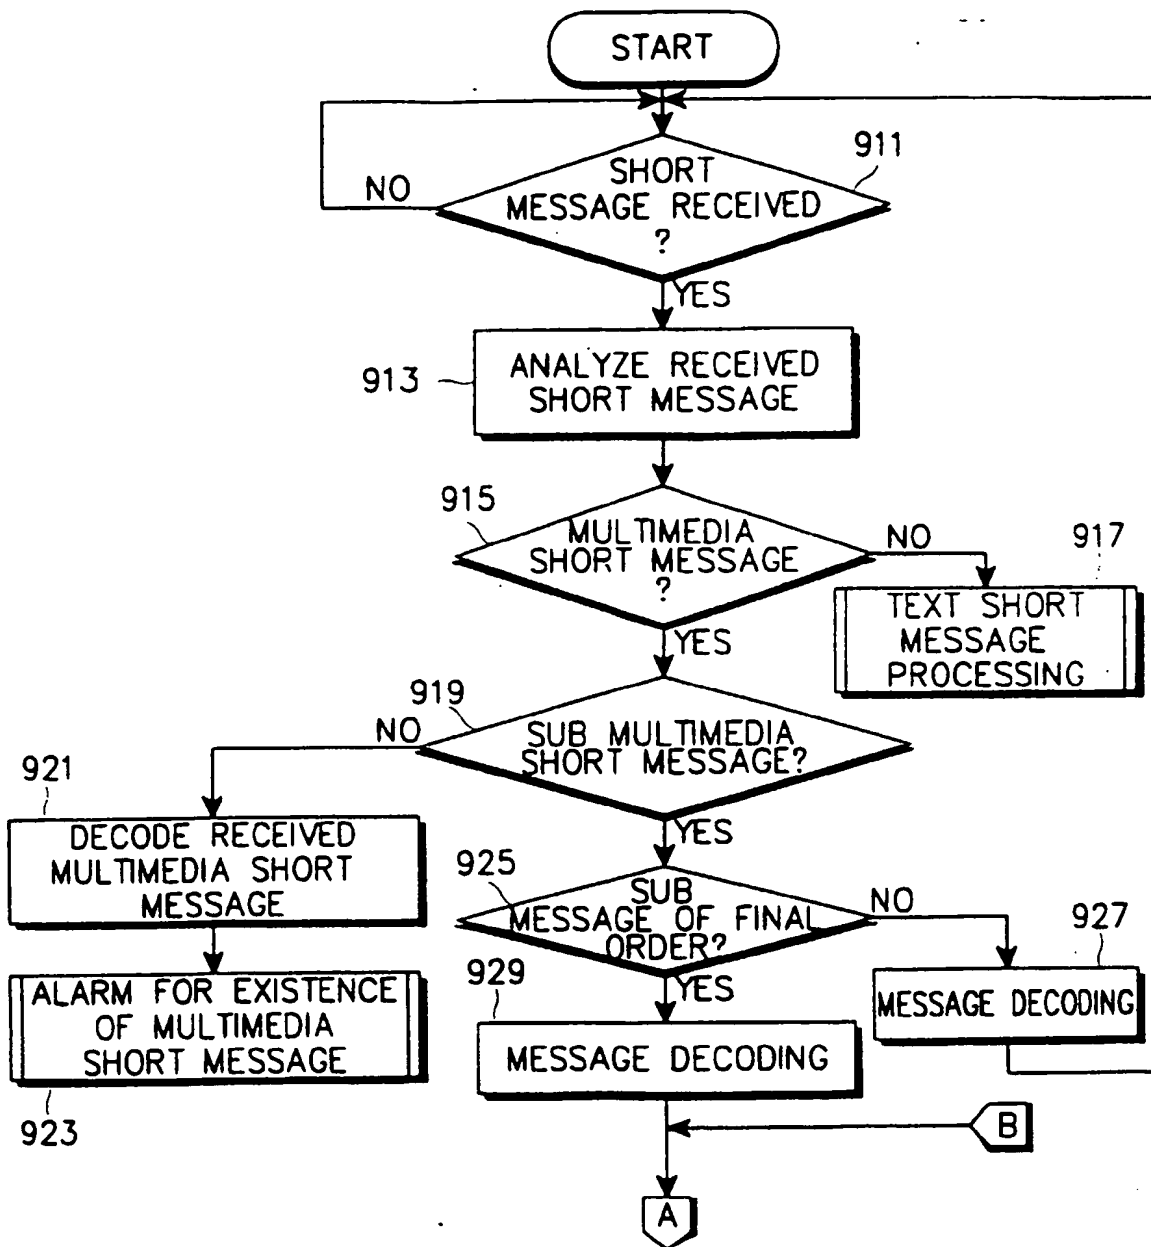 START
911
SHORT
MESSAGE RECEIVED
?
NO
YES
913
ANALYZE RECEIVED
SHORT MESSAGE
915
MULTIMEDIA
SHORT MESSAGE
?
NO
917
YES
TEXT SHORT
MESSAGE
PROCESSING
919
NO
SUB MULTIMEDIA
SHORT MESSAGE?
921
YES
DECODE RECEIVED
MULTIMEDIA SHORT
MESSAGE
925
SUB
MESSAGE OF FINAL
ORDER?
NO
927
929
YES
MESSAGE DECODING
ALARM FOR EXISTENCE
OF MULTIMEDIA
SHORT MESSAGE
923
MESSAGE DECODING
B
A